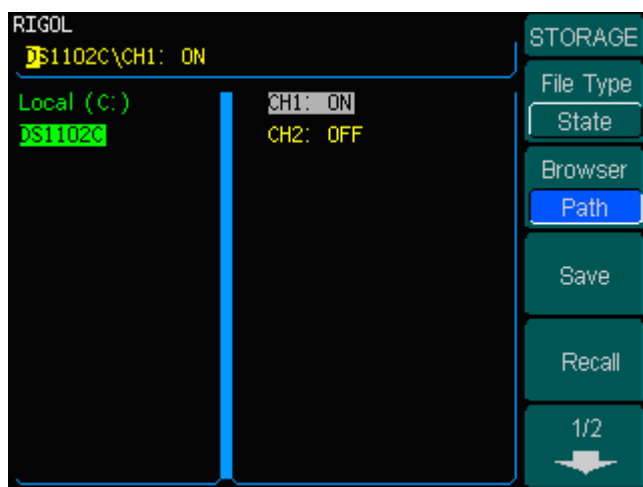 RIGOL
DS1102C\CH1: ON
Local (C:)
DS1102C
CH1: ON
CH2: OFF
STORAGE
File Type
State
Browser
Path
Save
Recall
1/2